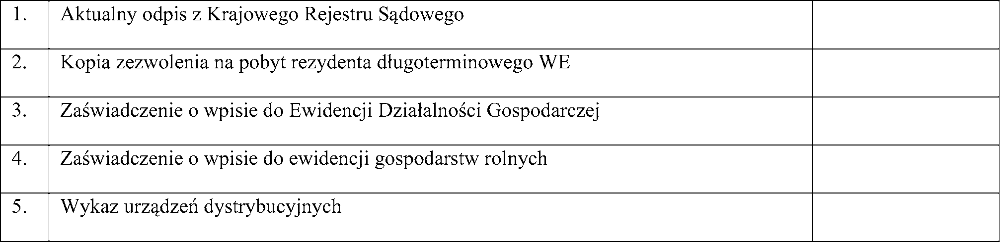 1. Aktualny odpis z Krajowego Rejestru Sądowego
2. Kopia zezwolenia na pobyt rezydenta długoterminowego WE
3. Zaświadczenie o wpisie do Ewidencji Działalności Gospodarczej
4. Zaświadczenie o wpisie do ewidencji gospodarstw rolnych
5. Wykaz urządzeń dystrybucyjnych